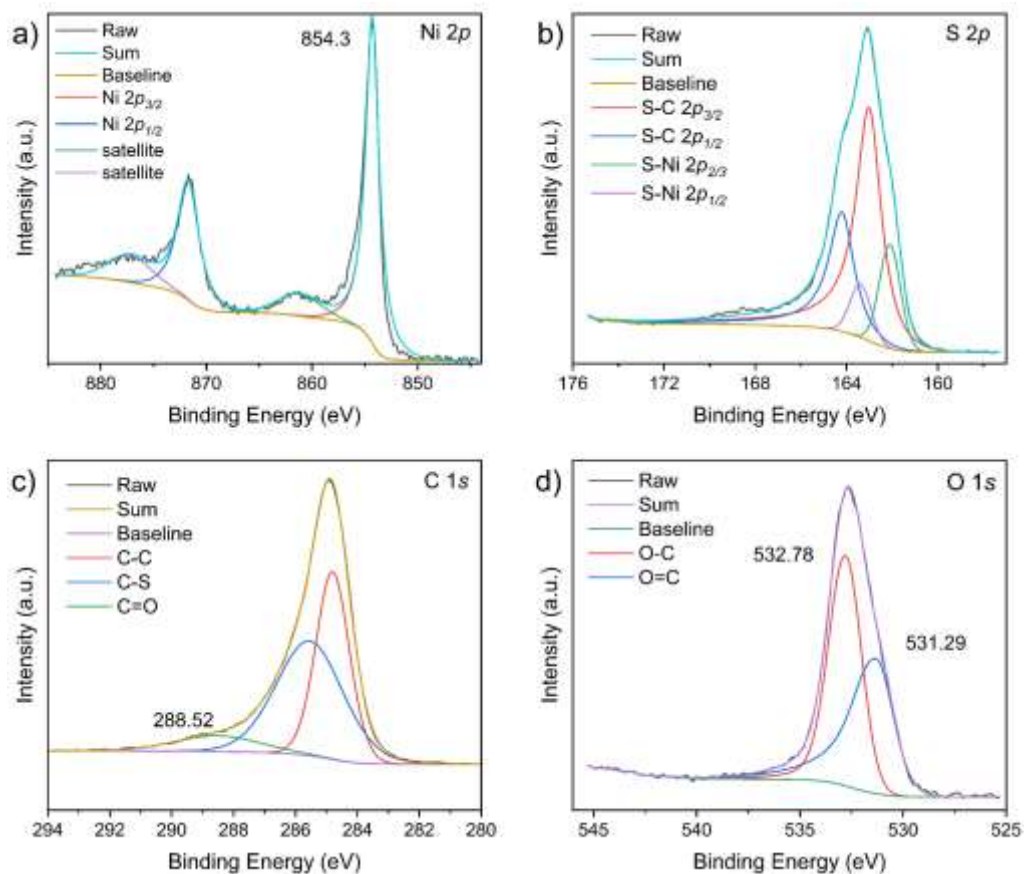 a)
Ni 2p
854.3
Raw
Sum
Baseline
Ni 2p3/2
Ni 2p1/2
satellite
satellite
Intensity (a.u.)
880 870 860 850
Binding Energy (eV)
b)
S 2p
Raw
Sum
Baseline
S-C 2p3/2
S-C 2p1/2
S-Ni 2p2/3
S-Ni 2p1/2
Intensity (a.u.)
176 172 168 164 160
Binding Energy (eV)
c)
C 1s
Raw
Sum
Baseline
C-C
C-S
C=O
288.52
Intensity (a.u.)
294 292 290 288 286 284 282 280
Binding Energy (eV)
d)
O 1s
Raw
Sum
Baseline
O-C
O=C
532.78
531.29
Intensity (a.u.)
545 540 535 530 525
Binding Energy (eV)